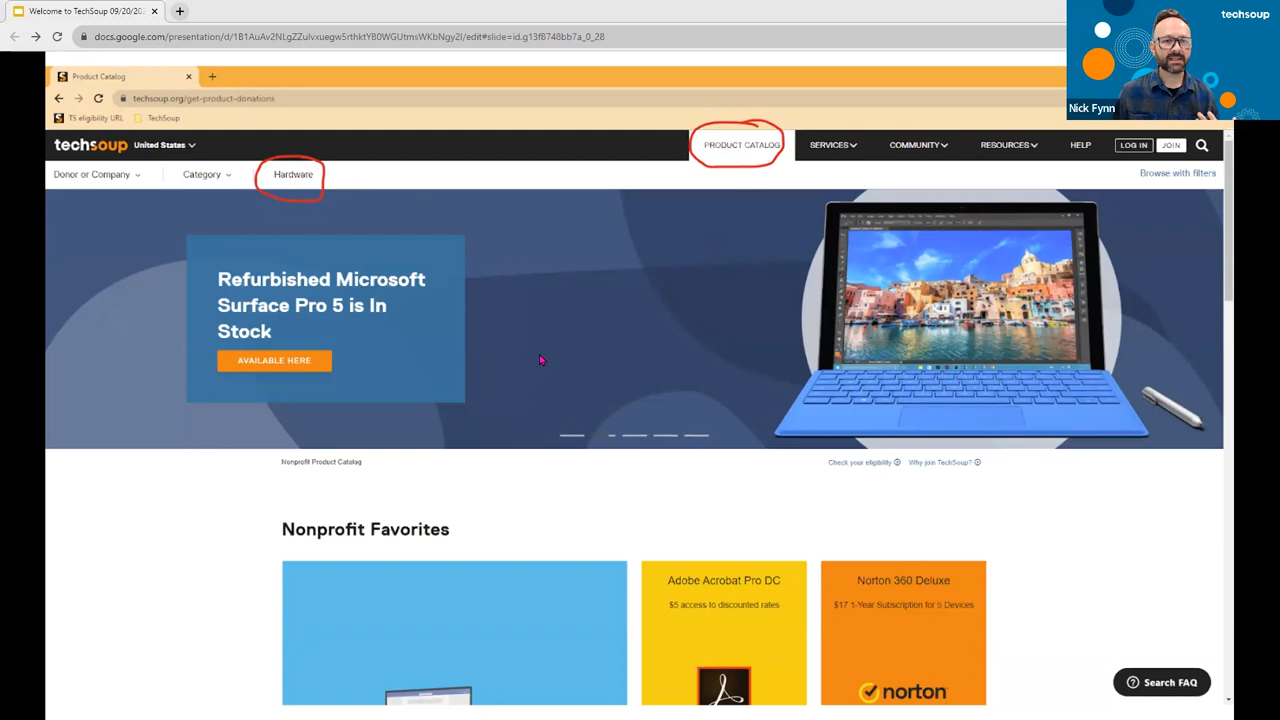 Welcome to TechSoup 09/20/202
docs.google.com/presentation/d/1B1AuAv2NLgZZulvxuegw5rthktYB0WGUtmsWKbNgy2I/edit#slide=id.g13f8748bb7a_0_28
techsoup
Nick Fynn
Product Catalog
techsoup.org/get-product-donations
TS eligibility URL
TechSoup
techsoup United States
PRODUCT CATALOG
SERVICES
COMMUNITY
RESOURCES
HELP
LOG IN
JOIN
Donor or Company
Category
Hardware
Browse with filters
Refurbished Microsoft
Surface Pro 5 is In
Stock
AVAILABLE HERE
Nonprofit Product Catalog
Check your eligibility
Why join TechSoup?
Nonprofit Favorites
Adobe Acrobat Pro DC
$5 access to discounted rates
Norton 360 Deluxe
$17 1-Year Subscription for 5 Devices
norton
Search FAQ